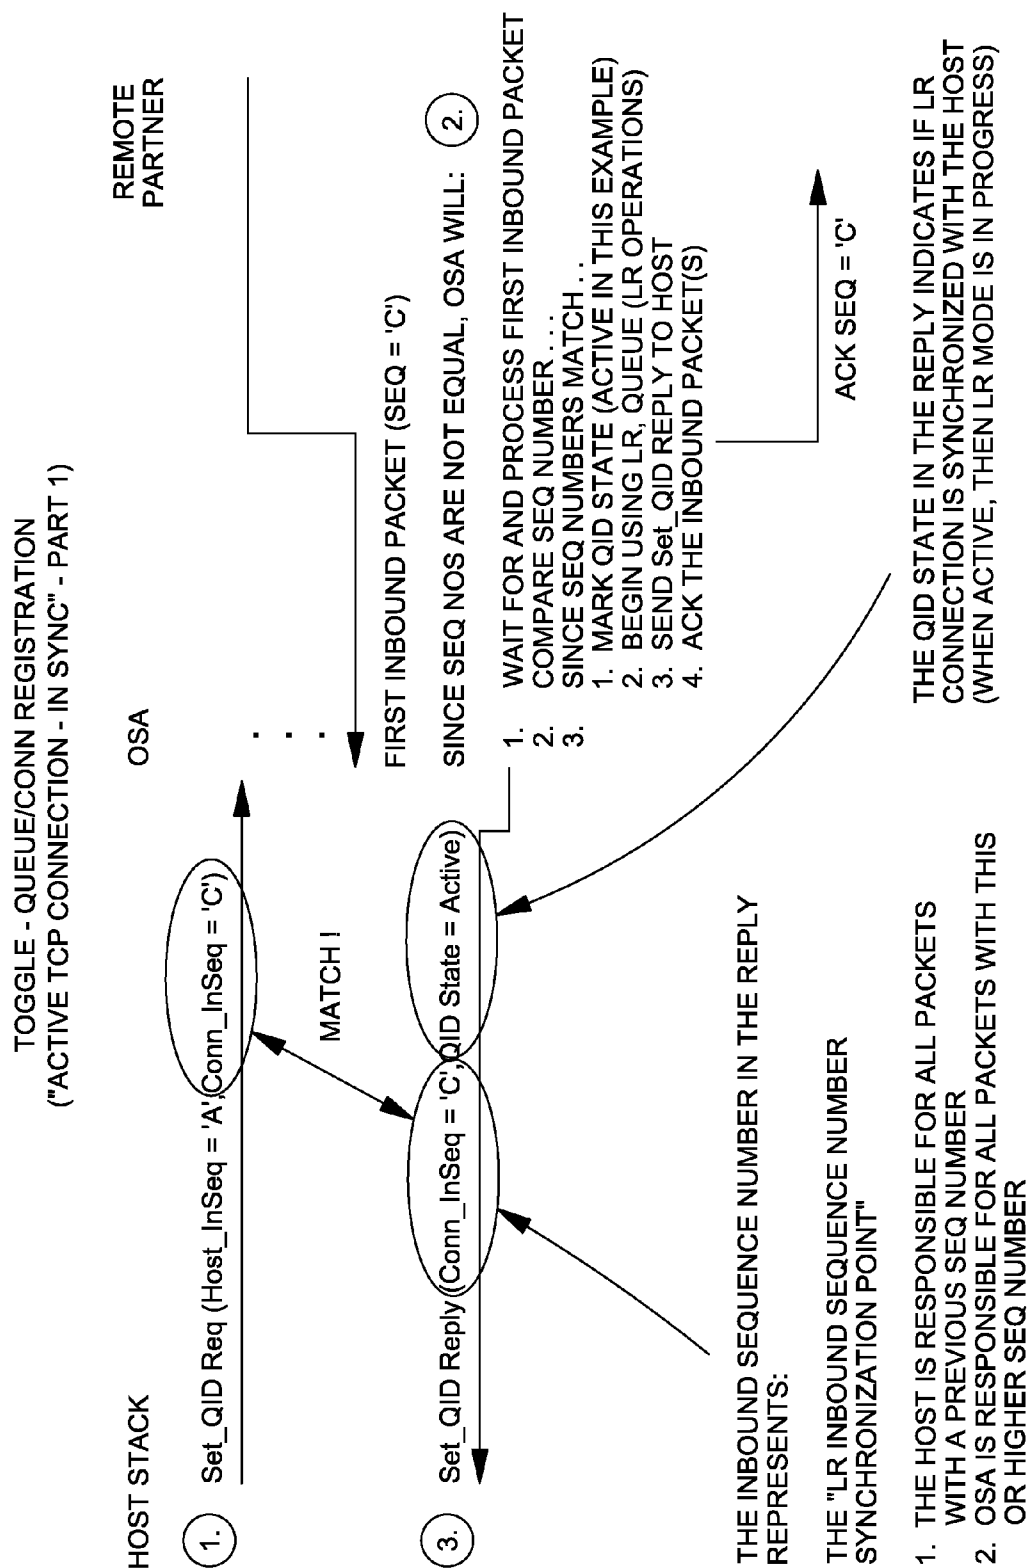 TOGGLE - QUEUE/CONN REGISTRATION
("ACTIVE TCP CONNECTION - IN SYNC" - PART 1)
HOST STACK
OSA
REMOTE
PARTNER
1.
Set_QID Req (Host_InSeq = 'A',(Conn_InSeq = 'C')
. . . .
MATCH !
FIRST INBOUND PACKET (SEQ = 'C')
3.
Set_QID Reply ((Conn_InSeq = 'C',QID State = Active)
SINCE SEQ NOS ARE NOT EQUAL, OSA WILL:
2.
1. WAIT FOR AND PROCESS FIRST INBOUND PACKET
2. COMPARE SEQ NUMBER . . . .
3. SINCE SEQ NUMBERS MATCH . . .
1. MARK QID STATE (ACTIVE IN THIS EXAMPLE)
2. BEGIN USING LR, QUEUE (LR OPERATIONS)
3. SEND Set_QID REPLY TO HOST
4. ACK THE INBOUND PACKET(S)
ACK SEQ = 'C'
THE INBOUND SEQUENCE NUMBER IN THE REPLY
REPRESENTS:
THE "LR INBOUND SEQUENCE NUMBER
SYNCHRONIZATION POINT"
1. THE HOST IS RESPONSIBLE FOR ALL PACKETS
WITH A PREVIOUS SEQ NUMBER
2. OSA IS RESPONSIBLE FOR ALL PACKETS WITH THIS
OR HIGHER SEQ NUMBER
THE QID STATE IN THE REPLY INDICATES IF LR
CONNECTION IS SYNCHRONIZED WITH THE HOST
(WHEN ACTIVE, THEN LR MODE IS IN PROGRESS)